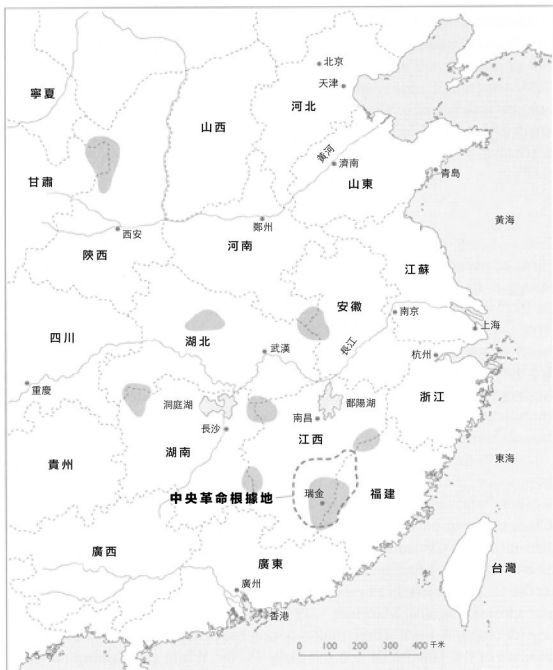 北京
天津
寧夏
河北
山西
黃河
濟南
山東
青島
甘肅
黃海
鄭州
西安
河南
陝西
江蘇
安徽
南京
上海
四川
湖北
長江
武漢
杭州
重慶
浙江
洞庭湖
鄱陽湖
南昌
長沙
江西
湖南
貴州
東海
中央革命根據地
瑞金
福建
廣西
廣東
台灣
廣州
香港
0 100 200 300 400 千米